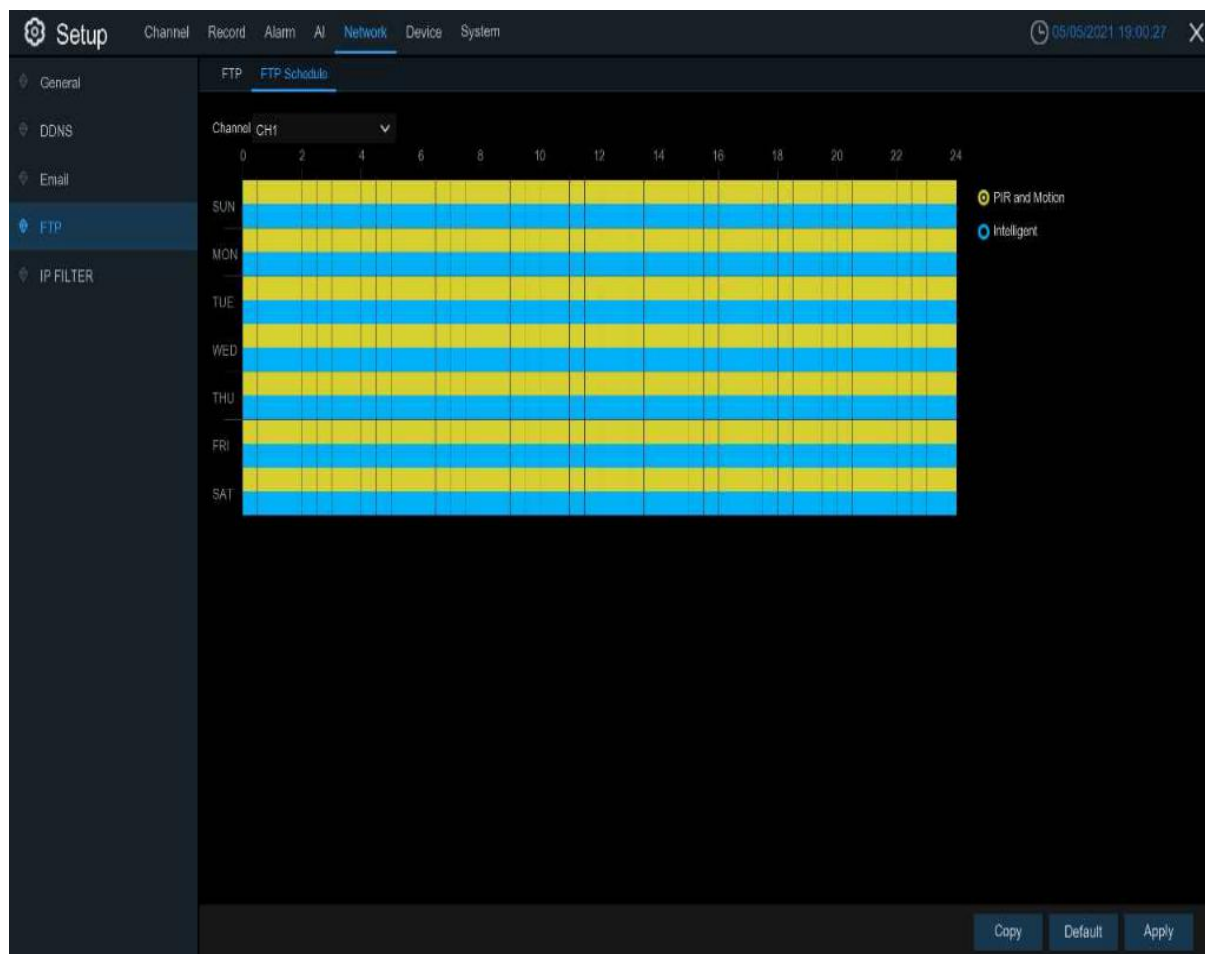 Setup Channel Record Alarm AI Network Device System 05/05/2021 19:00:27 X
General
DDNS
Email
FTP
IP FILTER
FTP FTP Schedule
Channel CH1
0 2 4 6 8 10 12 14 16 18 20 22 24
SUN
MON
TUE
WED
THU
FRI
SAT
PIR and Motion
Intelligent
Copy Default Apply